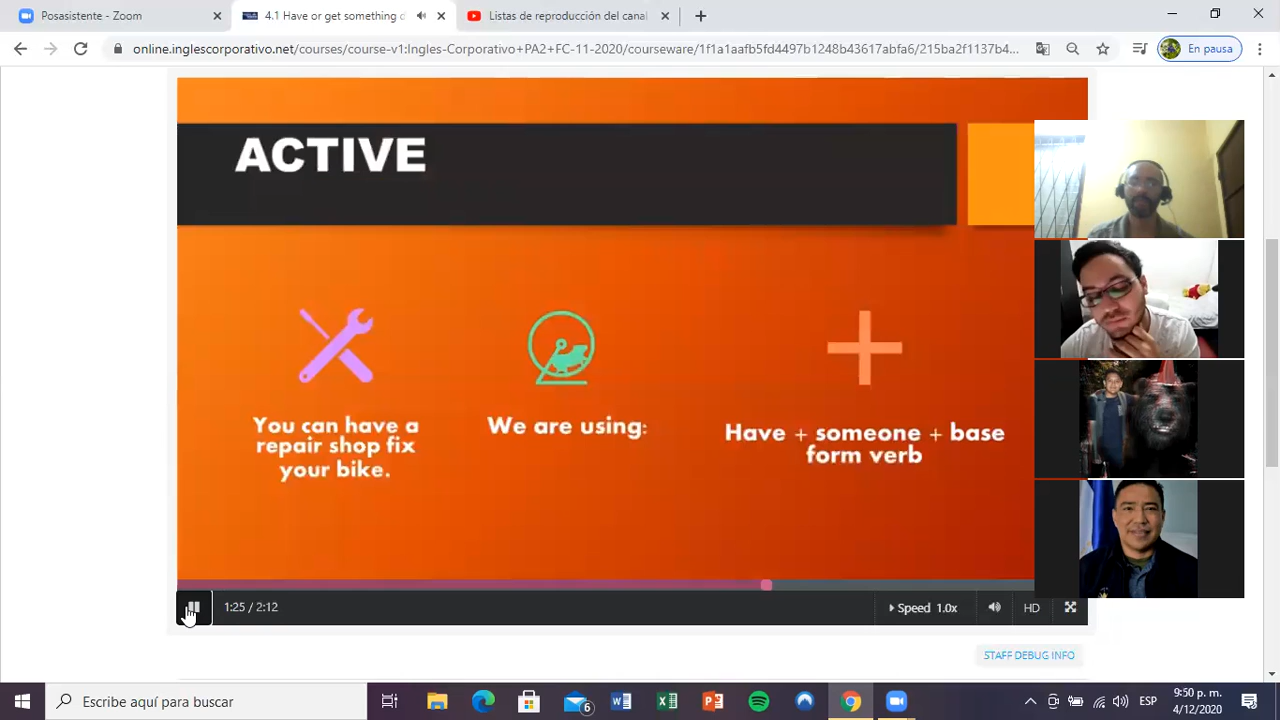 Posasistente - Zoom
4.1 Have or get something d
Listas de reproducción del canal
online.inglescorporativo.net/courses/course-v1:Ingles-Corporativo+PA2+FC-11-2020/courseware/1f1a1aafb5fd4497b1248b43617abfa6/215ba2f1137b4...
En pausa
ACTIVE
You can have a
repair shop fix
your bike.
We are using:
Have + someone + base
form verb
1:25 / 2:12
Speed 1.0x
HD
STAFF DEBUG INFO
Escribe aquí para buscar
6
ESP
9:50 p. m.
4/12/2020